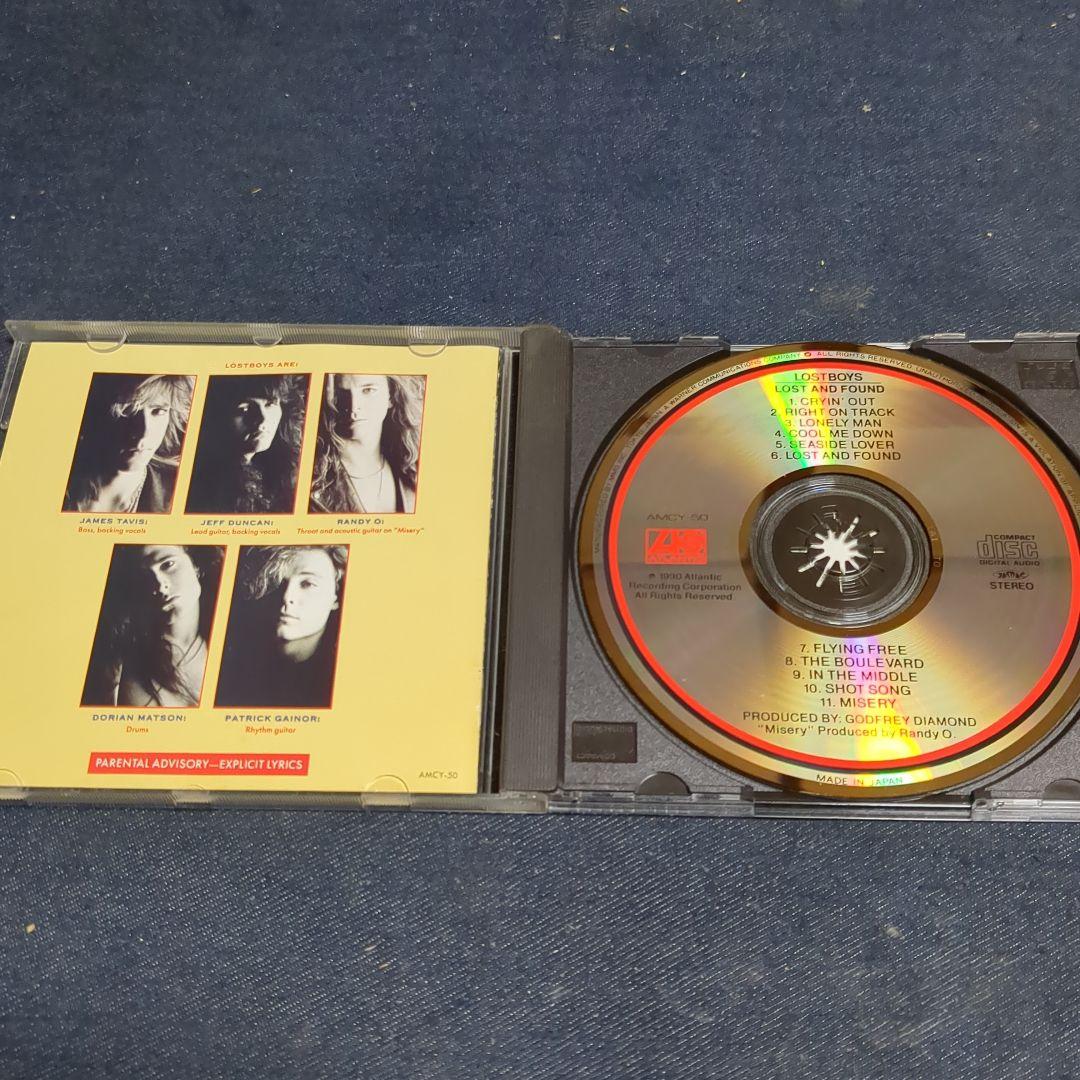 LOSTBOYS ARE:
JAMES TAVIS:
Bass, backing vocals
JEFF DUNCAN:
Lead guitar, backing vocals
RANDY O:
Throat and acoustic guitar on "Misery"
DORIAN MATSON:
Drums
PATRICK GAINOR:
Rhythm guitar
PARENTAL ADVISORY—EXPLICIT LYRICS
AMCY-50
A WARNER COMMUNICATIONS COMPANY
ALL RIGHTS RESERVED.
LOSTBOYS
LOST AND FOUND
1. CRYIN' OUT
2. RIGHT ON TRACK
3. LONELY MAN
4. COOL ME DOWN
5. SEASIDE LOVER
6. LOST AND FOUND
AMCY-50
ATLANTIC
℗ 1990 Atlantic
Recording Corporation
All Rights Reserved
COMPACT
disc
DIGITAL AUDIO
STEREO
7. FLYING FREE
8. THE BOULEVARD
9. IN THE MIDDLE
10. SHOT SONG
11. MISERY
PRODUCED BY: GODFREY DIAMOND
"Misery" Produced by Randy O.
MADE IN JAPAN